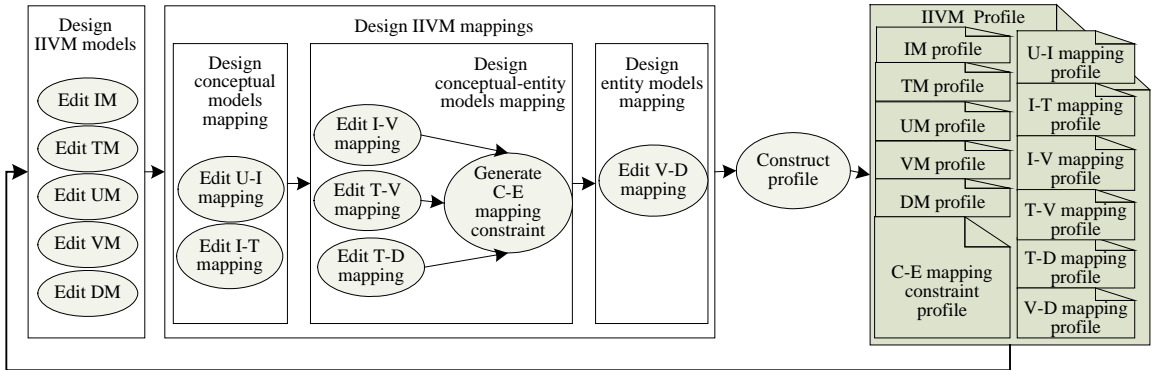 Design
IIVM models
Edit IM
Edit TM
Edit UM
Edit VM
Edit DM
Design IIVM mappings
Design
conceptual
models
mapping
Edit U-I
mapping
Edit I-T
mapping
Design
conceptual-entity
models mapping
Edit I-V
mapping
Edit T-V
mapping
Edit T-D
mapping
Generate
C-E
mapping
constraint
Design
entity models
mapping
Edit V-D
mapping
Construct
profile
IIVM Profile
IM profile
TM profile
UM profile
VM profile
DM profile
C-E mapping
constraint
profile
U-I mapping
profile
I-T mapping
profile
I-V mapping
profile
T-V mapping
profile
T-D mapping
profile
V-D mapping
profile